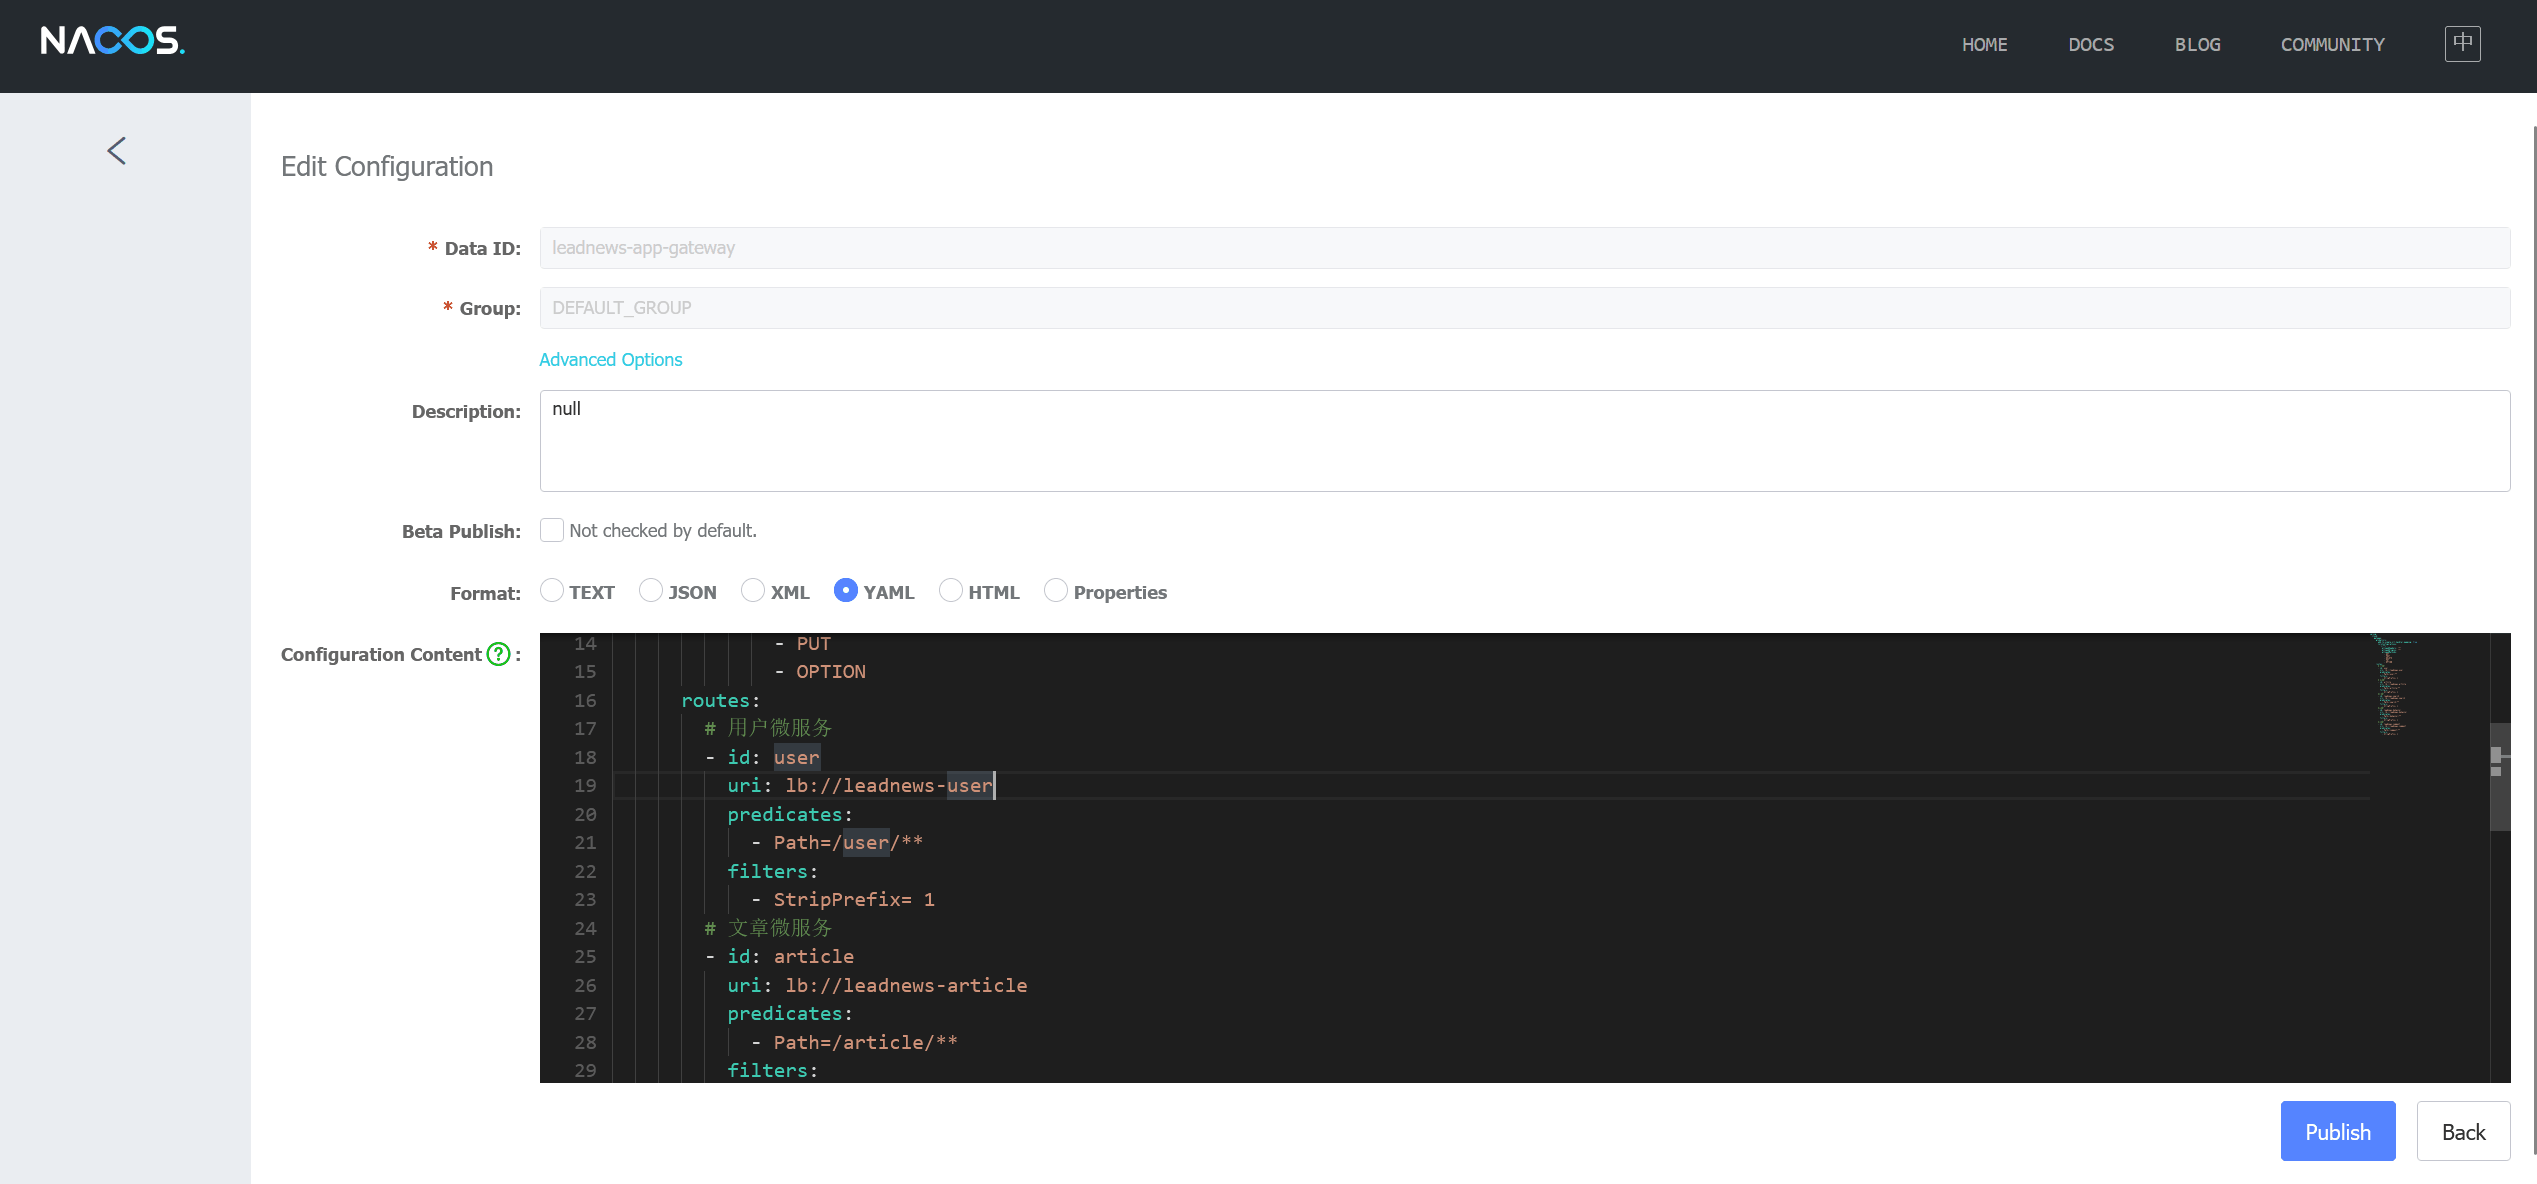 NACOS.
HOME
DOCS
BLOG
COMMUNITY
中
Edit Configuration
* Data ID:
leadnews-app-gateway
* Group:
DEFAULT_GROUP
Advanced Options
Description:
null
Beta Publish:
Not checked by default.
Format:
TEXT
JSON
XML
YAML
HTML
Properties
Configuration Content ? :
14 - PUT
15 - OPTION
16 routes:
17 # 用户微服务
18 - id: user
19 uri: lb://leadnews-user
20 predicates:
21 - Path=/user/**
22 filters:
23 - StripPrefix= 1
24 # 文章微服务
25 - id: article
26 uri: lb://leadnews-article
27 predicates:
28 - Path=/article/**
29 filters:
Publish
Back